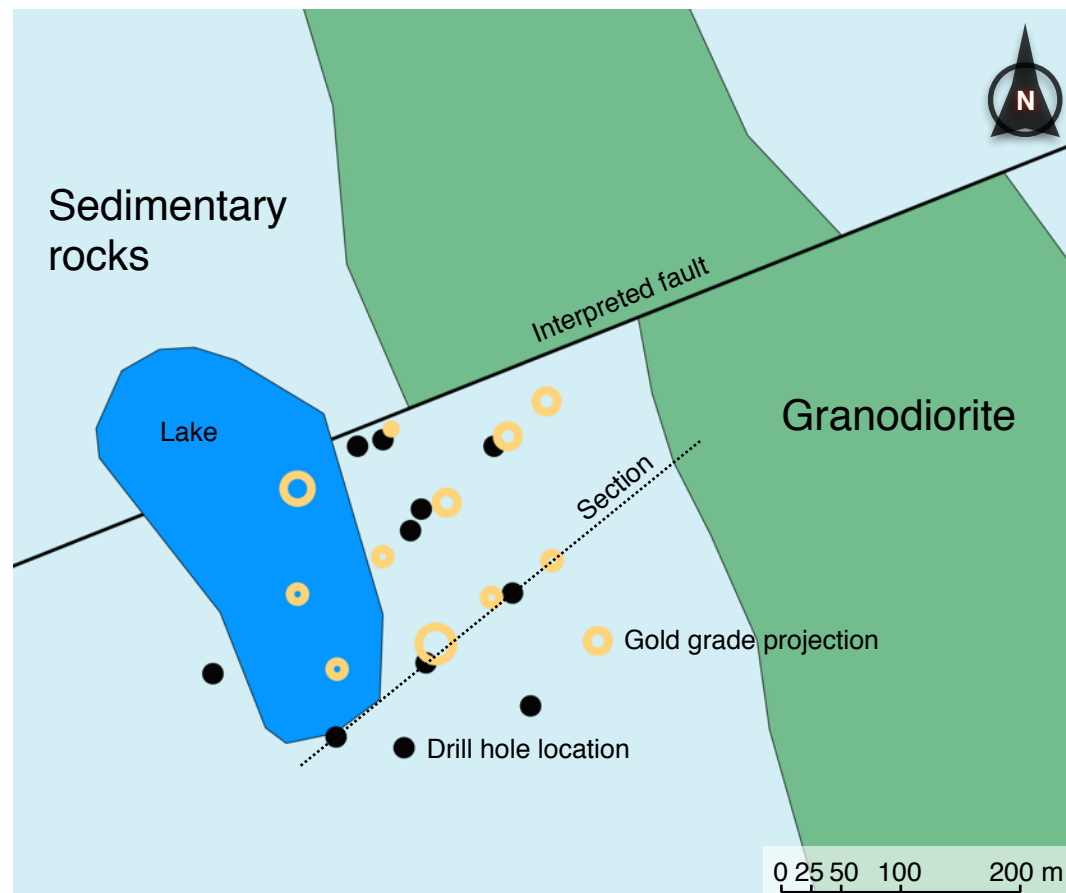 N
Sedimentary
rocks
Interpreted fault
Lake
Granodiorite
Section
Gold grade projection
Drill hole location
0 25 50 100 200 m